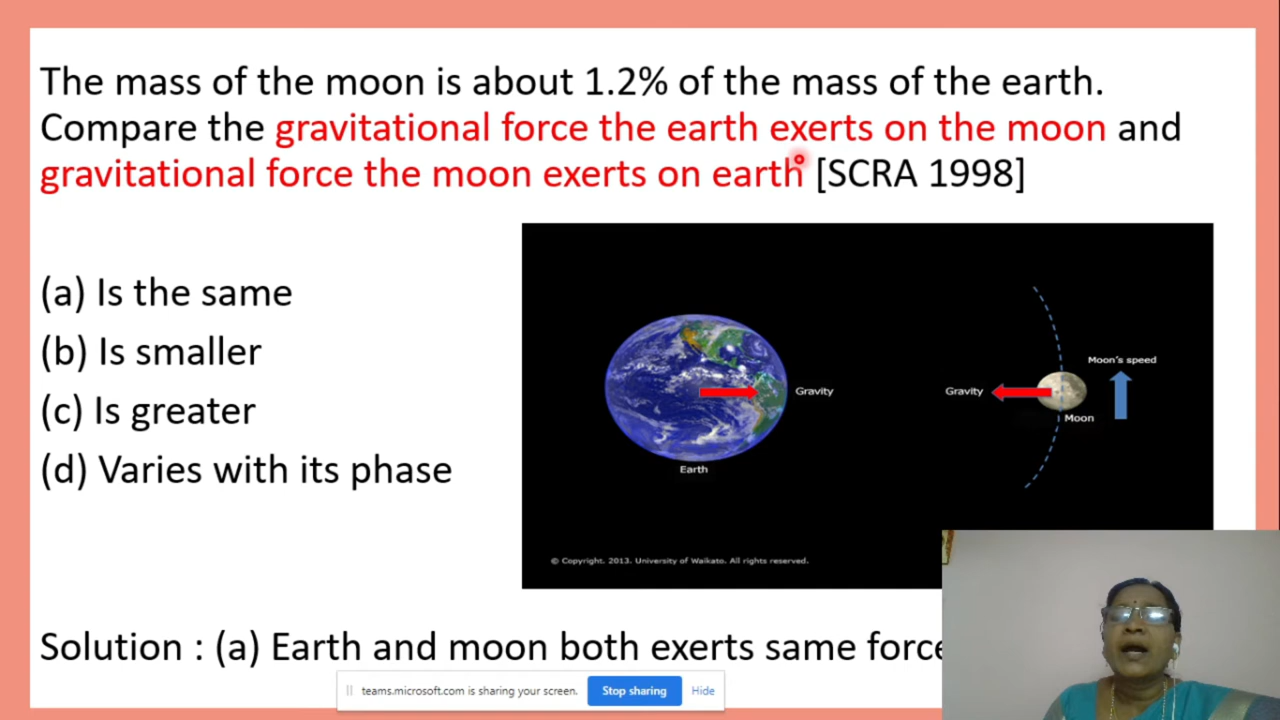 The mass of the moon is about 1.2% of the mass of the earth.
Compare the gravitational force the earth exerts on the moon and
gravitational force the moon exerts on earth [SCRA 1998]
(a) Is the same
(b) Is smaller
(c) Is greater
(d) Varies with its phase
Moon's speed
Gravity
Gravity
Moon
Earth
© Copyright. 2013. University of Waikato. All rights reserved.
Solution : (a) Earth and moon both exerts same force
teams.microsoft.com is sharing your screen.
Stop sharing
Hide